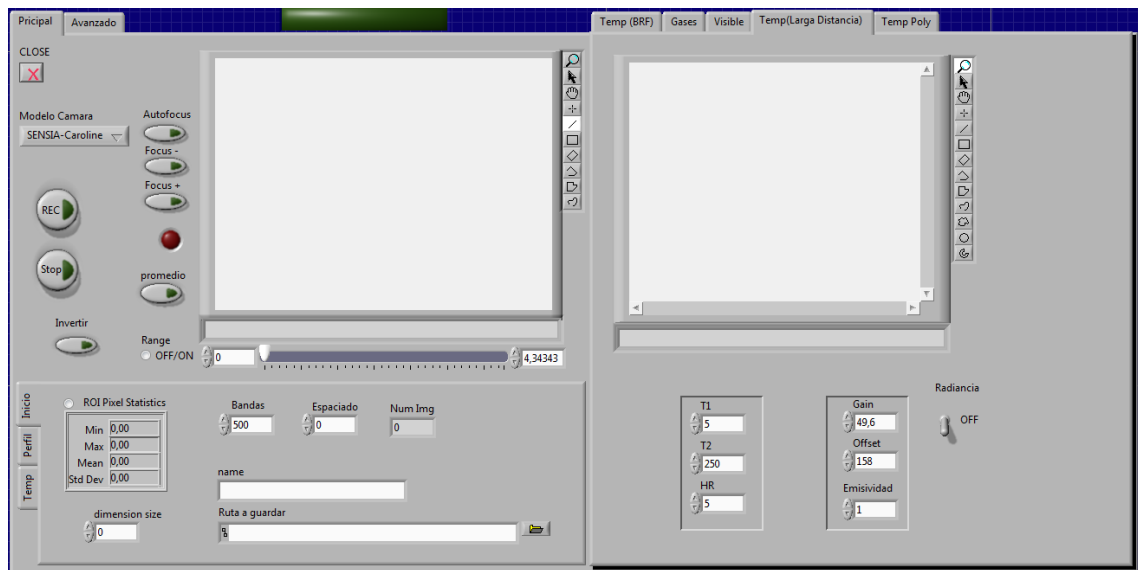 Pricipal Avanzado
CLOSE
Modelo Camara
SENSIA-Caroline
Autofocus
Focus -
Focus +
REC
Stop
promedio
Invertir
Range
OFF/ON
0
4,34343
Inicio
Perfil
Temp
ROI Pixel Statistics
Min 0,00
Max 0,00
Mean 0,00
Std Dev 0,00
dimension size
0
Bandas
500
Espaciado
0
Num Img
0
name
Ruta a guardar
Temp (BRF) Gases Visible Temp(Larga Distancia) Temp Poly
T1
5
T2
250
HR
5
Gain
49,6
Offset
158
Emisividad
1
Radiancia
OFF